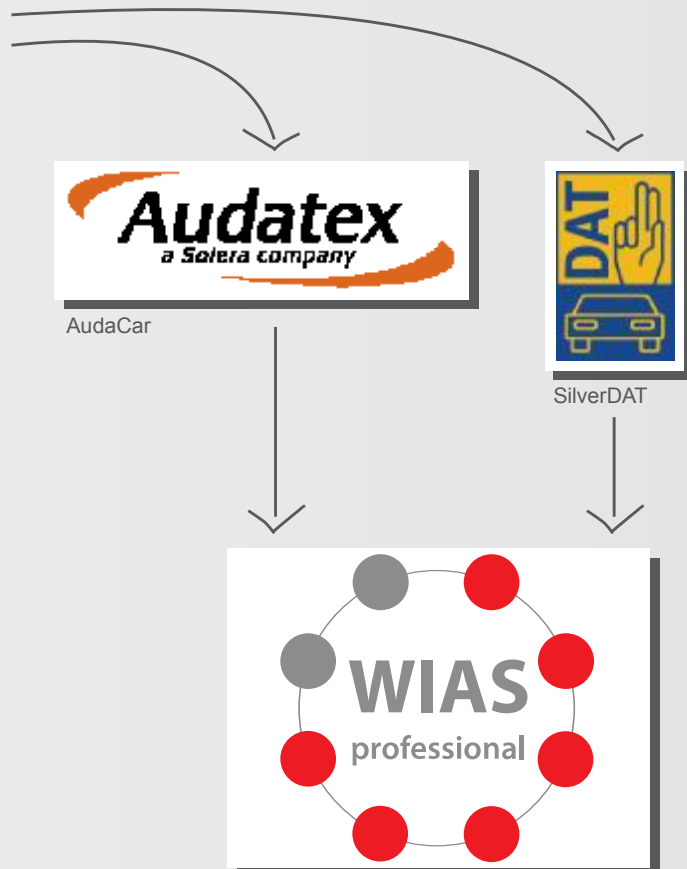 Audatex
a Solera company
AudaCar
DAT
SilverDAT
WIAS
professional